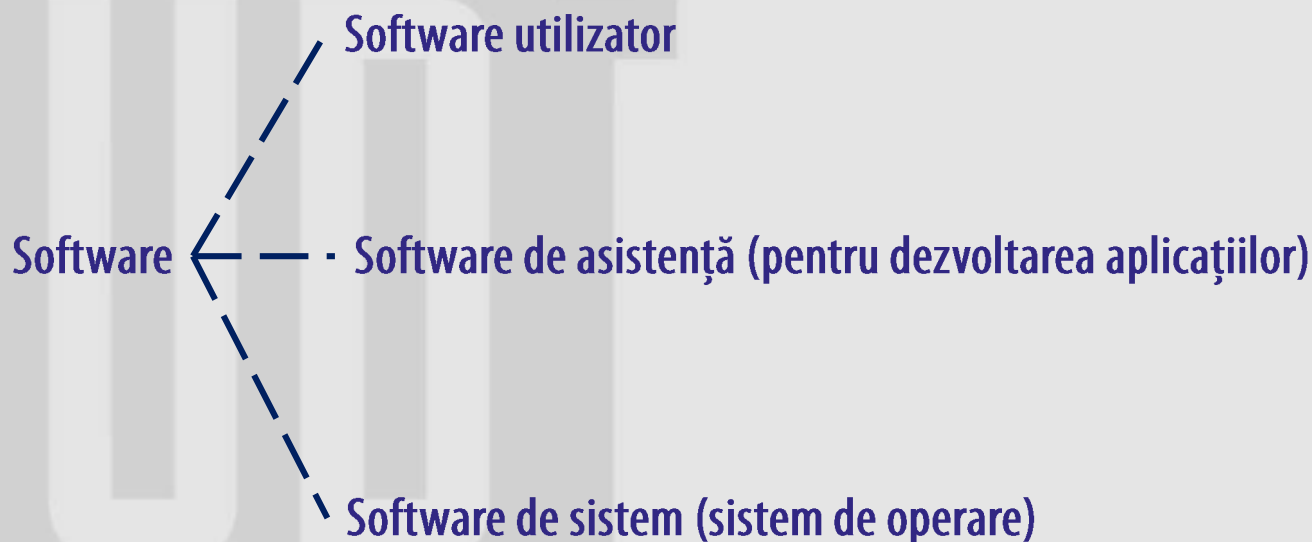 Software utilizator
Software
Software de asistență (pentru dezvoltarea aplicațiilor)
Software de sistem (sistem de operare)